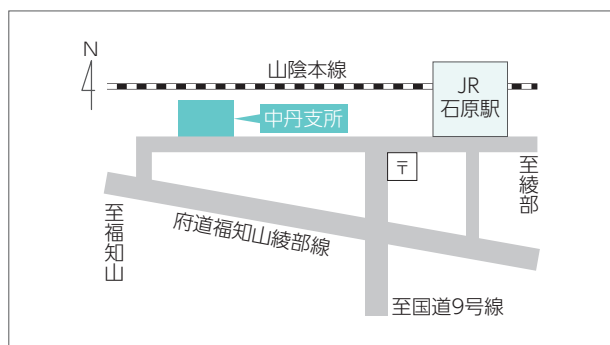 N
山陰本線
JR
石原駅
中丹支所
〒
至綾部
至福知山
府道福知山綾部線
至国道9号線